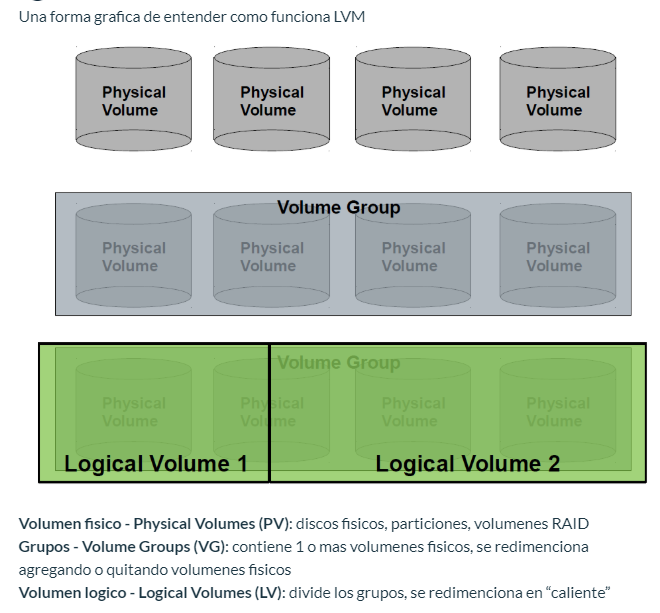 Una forma grafica de entender como funciona LVM
Physical Volume Physical Volume Physical Volume Physical Volume
Volume Group
Physical Volume Physical Volume Physical Volume Physical Volume
Volume Group
Physical Volume Physical Volume Physical Volume Physical Volume
Logical Volume 1 Logical Volume 2
Volumen fisico - Physical Volumes (PV): discos fisicos, particiones, volumenes RAID
Grupos - Volume Groups (VG): contiene 1 o mas volumenes fisicos, se redimenciona
agregando o quitando volumenes fisicos
Volumen logico - Logical Volumes (LV): divide los grupos, se redimenciona en “caliente”